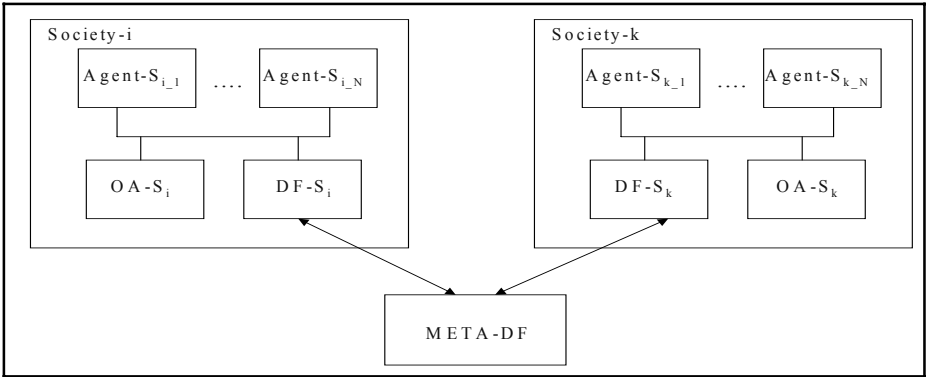 Society-i
Agent-S_{i_1} .... Agent-S_{i_N}
OA-S_i DF-S_i
Society-k
Agent-S_{k_1} .... Agent-S_{k_N}
DF-S_k OA-S_k
META-DF